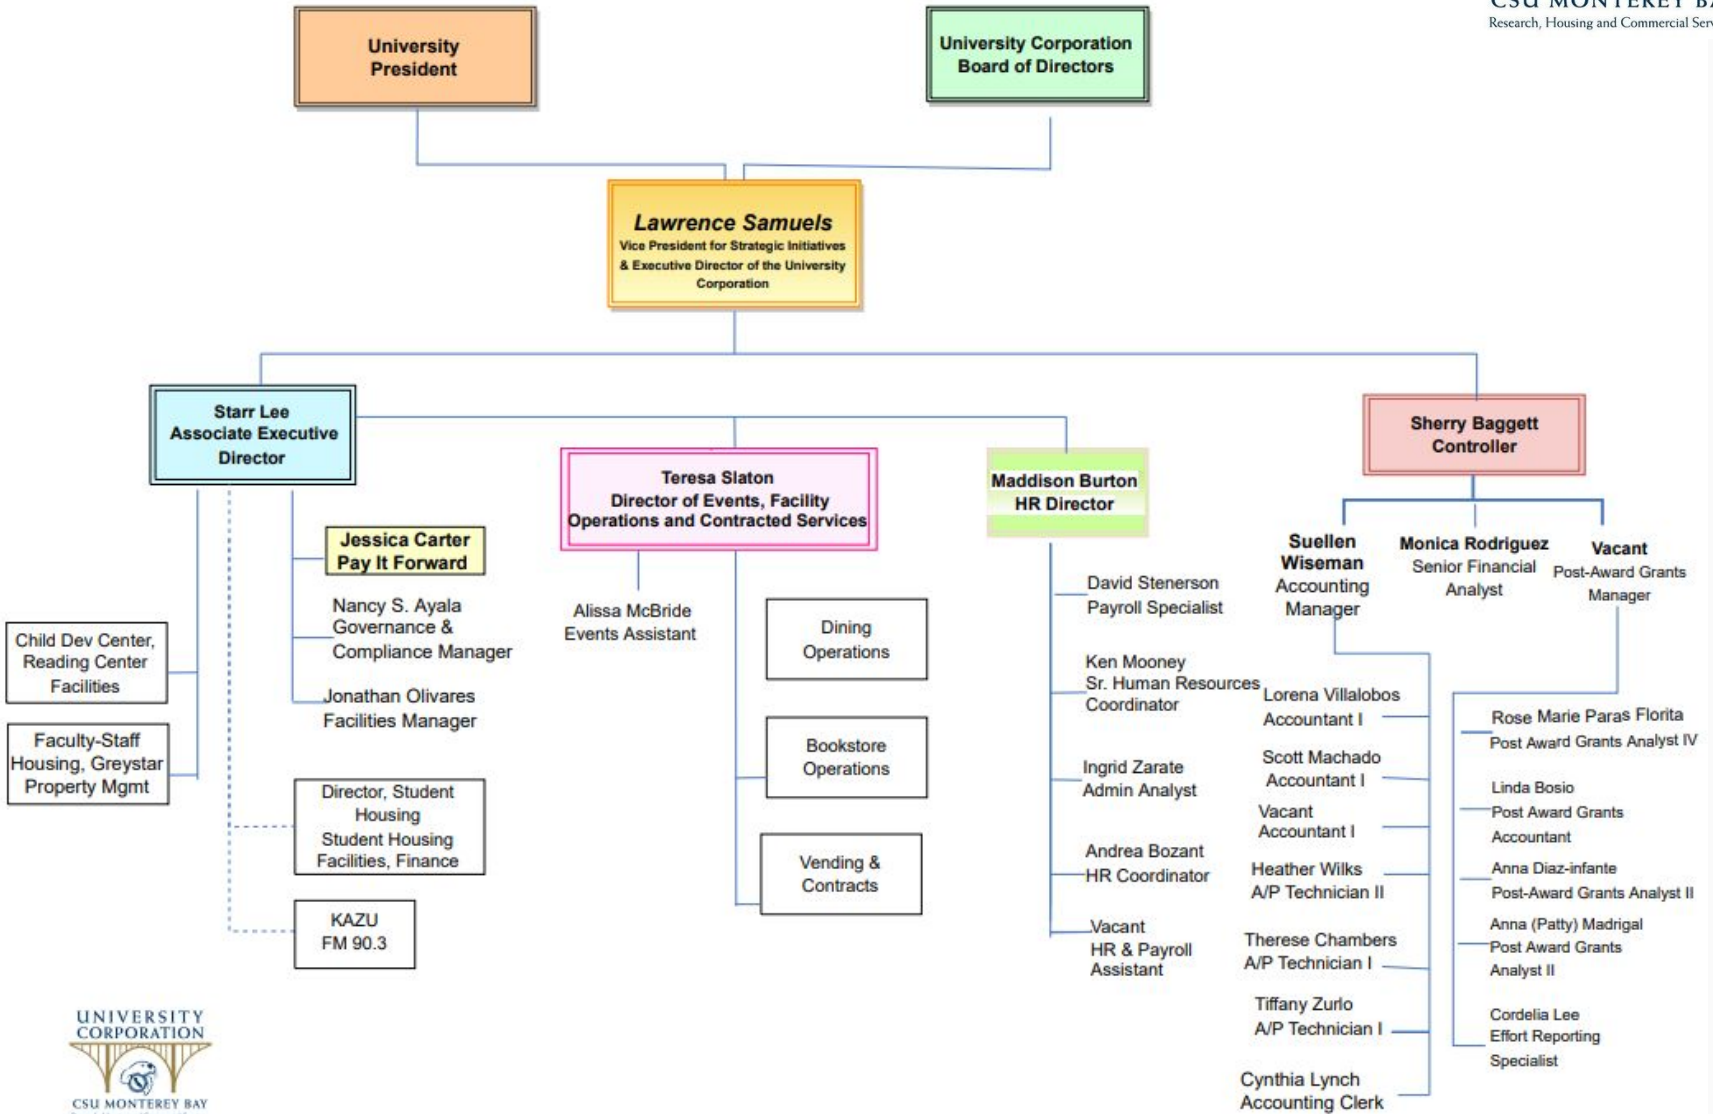 CSU MONTEREY
Research, Housing and Commercial
University
President
University Corporation
Board of Directors
Lawrence Samuels
Vice President for Strategic Initiatives
& Executive Director of the University
Corporation
Starr Lee
Associate Executive
Director
Sherry Baggett
Controller
Teresa Slaton
Director of Events, Facility
Operations and Contracted Services
Maddison Burton
HR Director
Jessica Carter
Pay It Forward
Nancy S. Ayala
Governance &
Compliance Manager
Jonathan Olivares
Facilities Manager
Child Dev Center,
Reading Center
Facilities
Faculty-Staff
Housing, Greystar
Property Mgmt
Director, Student
Housing
Student Housing
Facilities, Finance
KAZU
FM 90.3
Alissa McBride
Events Assistant
Dining
Operations
Bookstore
Operations
Vending &
Contracts
David Stenerson
Payroll Specialist
Ken Mooney
Sr. Human Resources
Coordinator
Ingrid Zarate
Admin Analyst
Andrea Bozant
HR Coordinator
Vacant
HR & Payroll
Assistant
Suellen
Wiseman
Accounting
Manager
Monica Rodriguez
Senior Financial
Analyst
Vacant
Post-Award Grants
Manager
Lorena Villalobos
Accountant I
Scott Machado
Accountant I
Vacant
Accountant I
Heather Wilks
A/P Technician II
Therese Chambers
A/P Technician I
Tiffany Zurlo
A/P Technician I
Cynthia Lynch
Accounting Clerk
Rose Marie Paras Florita
Post Award Grants Analyst IV
Linda Bosio
Post Award Grants
Accountant
Anna Diaz-infante
Post-Award Grants Analyst II
Anna (Patty) Madrigal
Post Award Grants
Analyst II
Cordelia Lee
Effort Reporting
Specialist
UNIVERSITY
CORPORATION
CSU MONTEREY BAY